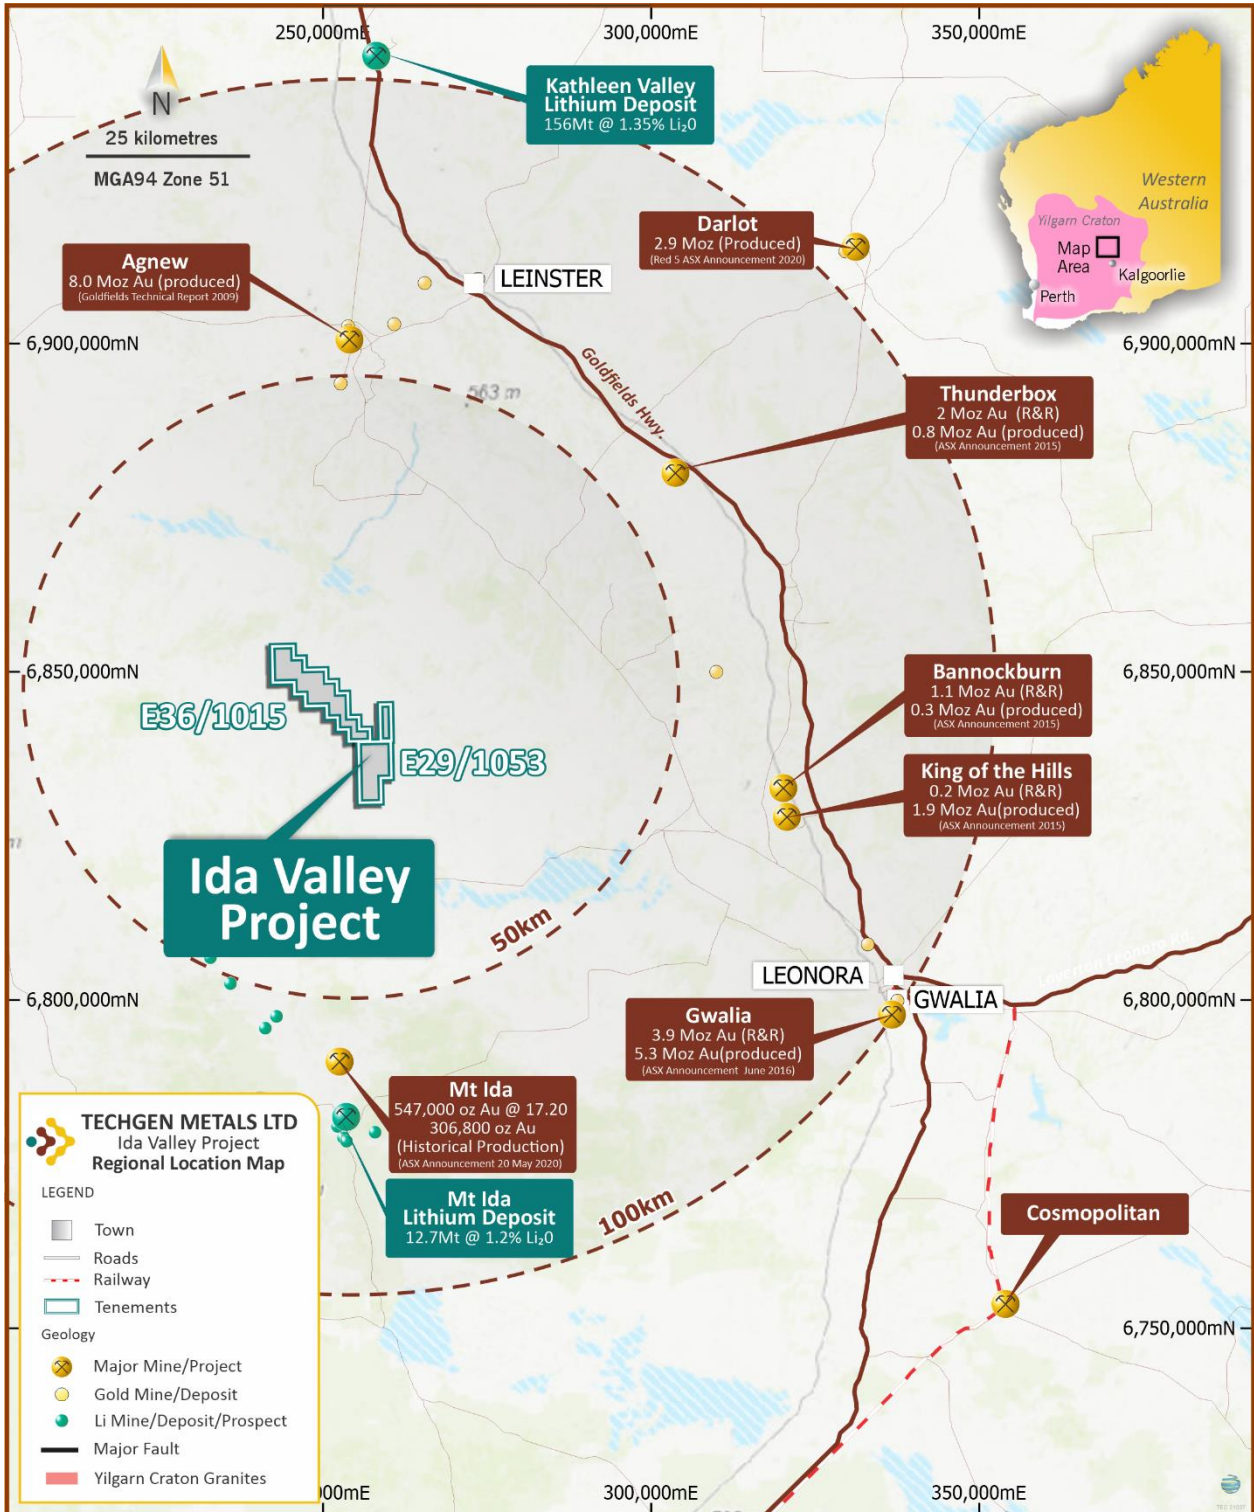 250,000mE
300,000mE
350,000mE
N
25 kilometres
MGA94 Zone 51
Kathleen Valley
Lithium Deposit
156Mt @ 1.35% Li₂0
Western
Australia
Yilgarn Craton
Map
Area
Kalgoorlie
Perth
Darlot
2.9 Moz (Produced)
(Red 5 ASX Announcement 2020)
Agnew
8.0 Moz Au (produced)
(Goldfields Technical Report 2009)
LEINSTER
6,900,000mN
6,900,000mN
Goldfields Hwy.
563 m
Thunderbox
2 Moz Au (R&R)
0.8 Moz Au (produced)
(ASX Announcement 2015)
6,850,000mN
6,850,000mN
E36/1015
E29/1053
Bannockburn
1.1 Moz Au (R&R)
0.3 Moz Au (produced)
(ASX Announcement 2015)
King of the Hills
0.2 Moz Au (R&R)
1.9 Moz Au(produced)
(ASX Announcement 2015)
Ida Valley
Project
50km
Laverton Leonora Rd.
LEONORA
GWALIA
6,800,000mN
6,800,000mN
Gwalia
3.9 Moz Au (R&R)
5.3 Moz Au(produced)
(ASX Announcement June 2016)
Mt Ida
547,000 oz Au @ 17.20
306,800 oz Au
(Historical Production)
(ASX Announcement 20 May 2020)
Mt Ida
Lithium Deposit
12.7Mt @ 1.2% Li₂0
100km
Cosmopolitan
6,750,000mN
TECHGEN METALS LTD
Ida Valley Project
Regional Location Map
LEGEND
Town
Roads
Railway
Tenements
Geology
Major Mine/Project
Gold Mine/Deposit
Li Mine/Deposit/Prospect
Major Fault
Yilgarn Craton Granites
000mE
300,000mE
350,000mE